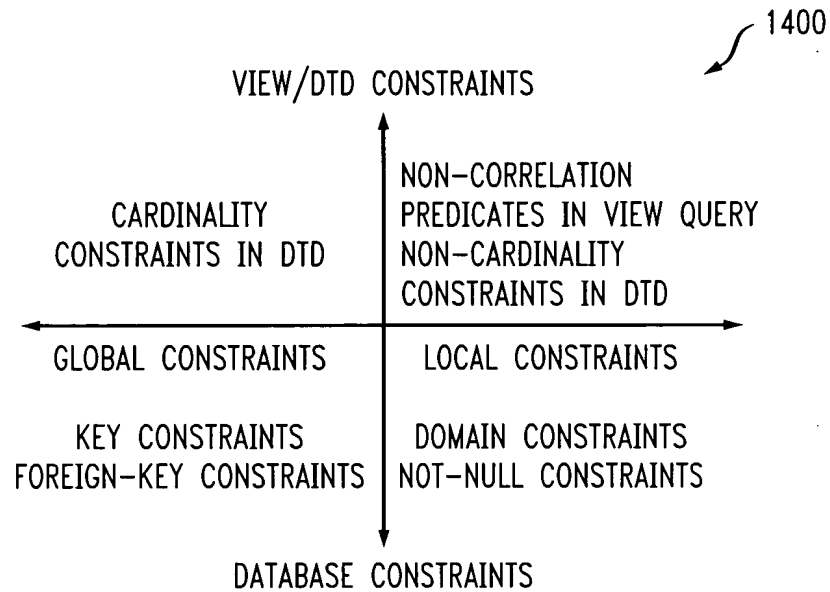 1400
VIEW/DTD CONSTRAINTS
CARDINALITY
CONSTRAINTS IN DTD
NON-CORRELATION
PREDICATES IN VIEW QUERY
NON-CARDINALITY
CONSTRAINTS IN DTD
GLOBAL CONSTRAINTS
LOCAL CONSTRAINTS
KEY CONSTRAINTS
FOREIGN-KEY CONSTRAINTS
DOMAIN CONSTRAINTS
NOT-NULL CONSTRAINTS
DATABASE CONSTRAINTS